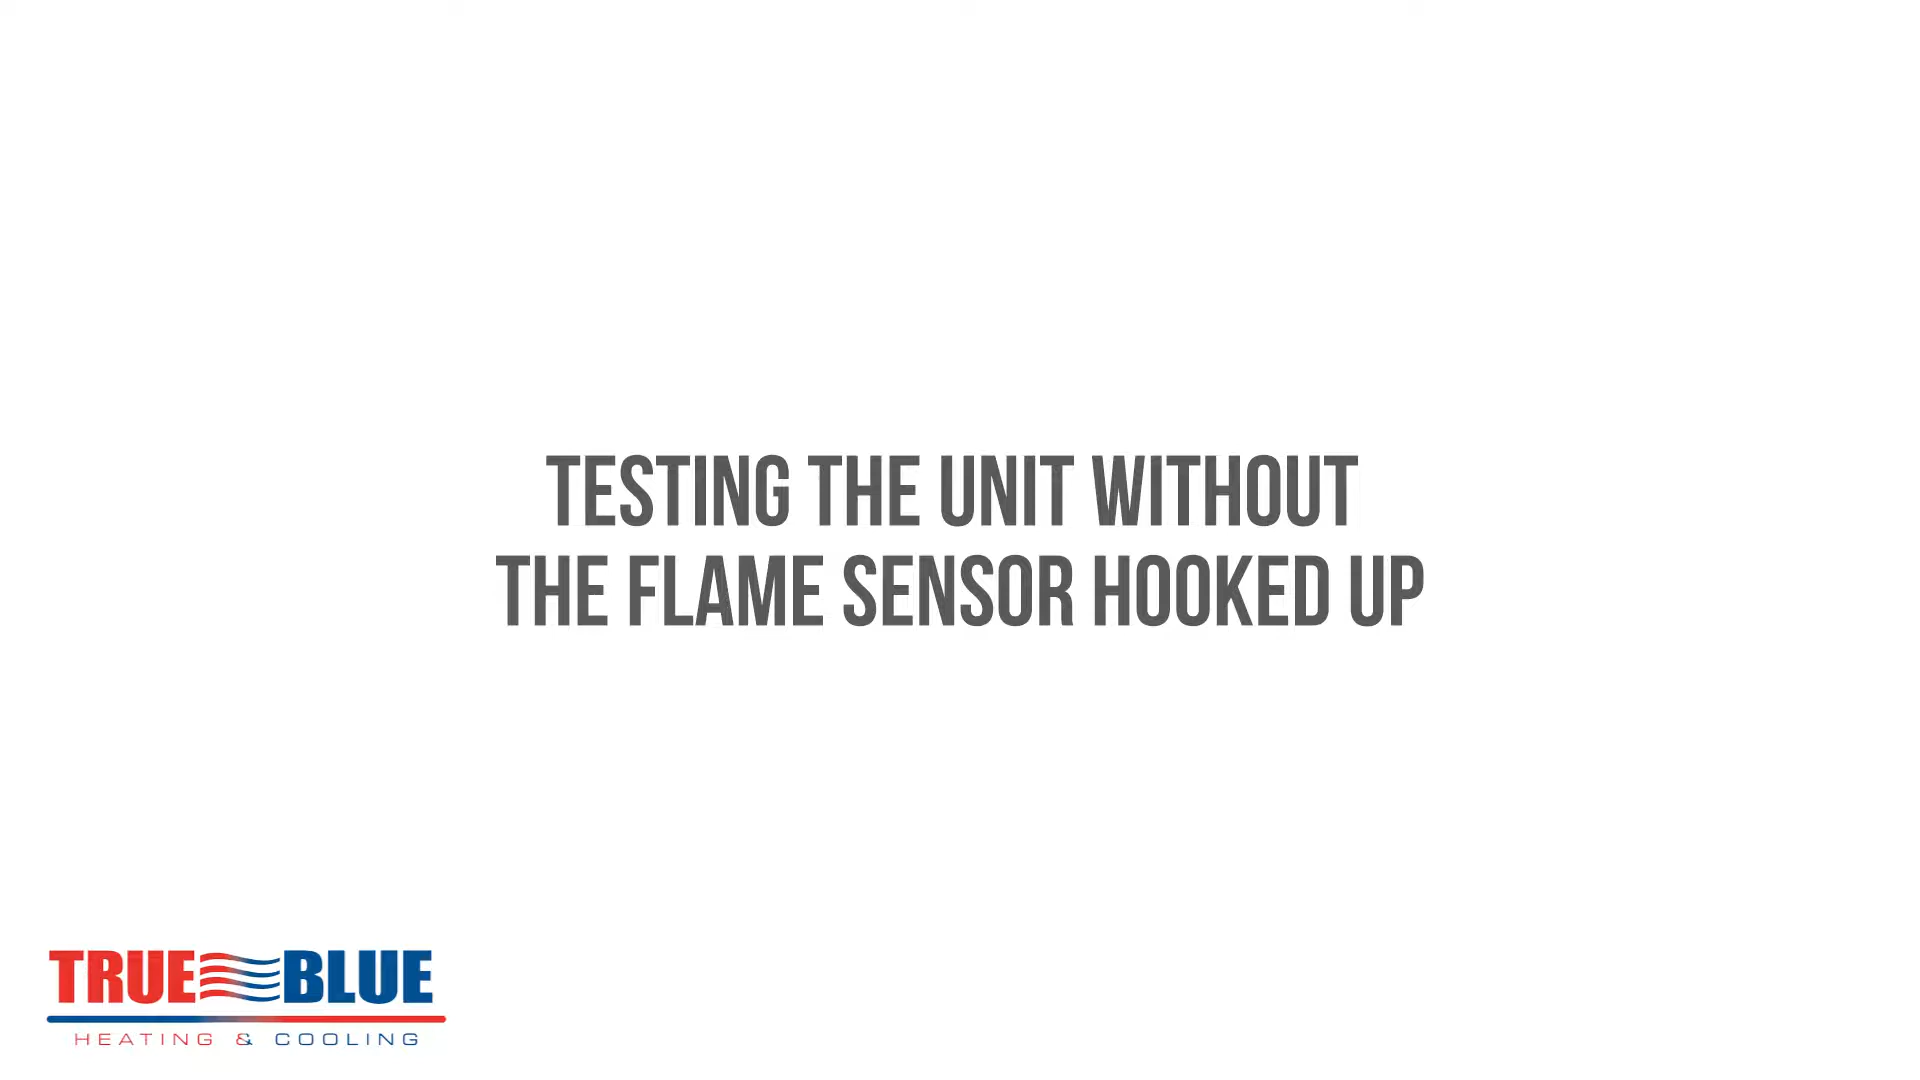 TESTING THE UNIT WITHOUT
THE FLAME SENSOR HOOKED UP
TRUE BLUE
HEATING & COOLING